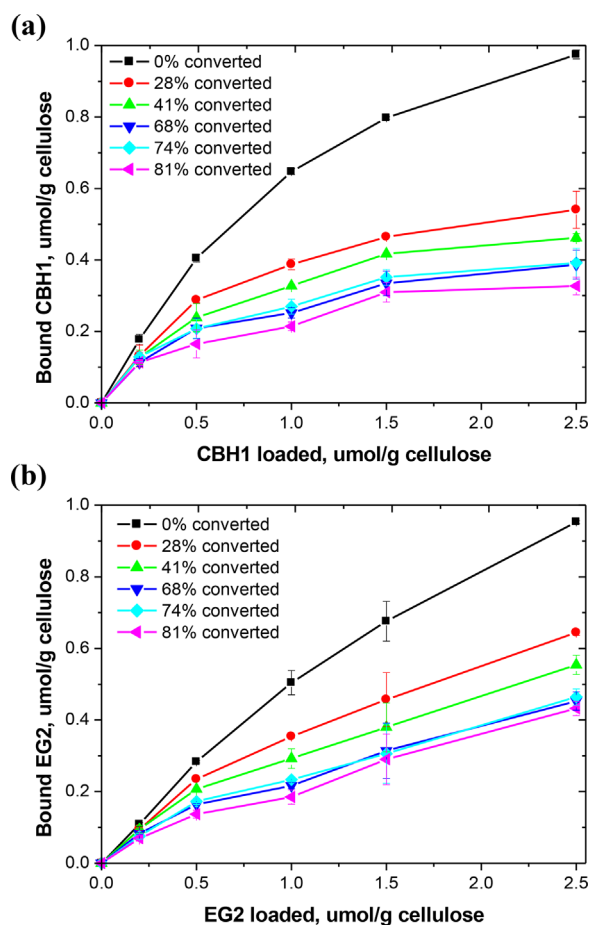 (a)
1.0
0.8
0.6
0.4
0.2
0.0
Bound CBH1, umol/g cellulose
0% converted
28% converted
41% converted
68% converted
74% converted
81% converted
0.0 0.5 1.0 1.5 2.0 2.5
CBH1 loaded, umol/g cellulose
(b)
1.0
0.8
0.6
0.4
0.2
0.0
Bound EG2, umol/g cellulose
0% converted
28% converted
41% converted
68% converted
74% converted
81% converted
0.0 0.5 1.0 1.5 2.0 2.5
EG2 loaded, umol/g cellulose